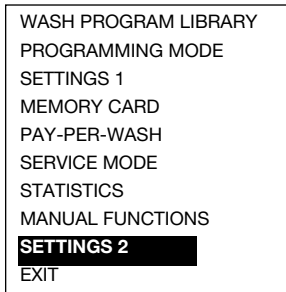 WASH PROGRAM LIBRARY
PROGRAMMING MODE
SETTINGS 1
MEMORY CARD
PAY-PER-WASH
SERVICE MODE
STATISTICS
MANUAL FUNCTIONS
SETTINGS 2
EXIT